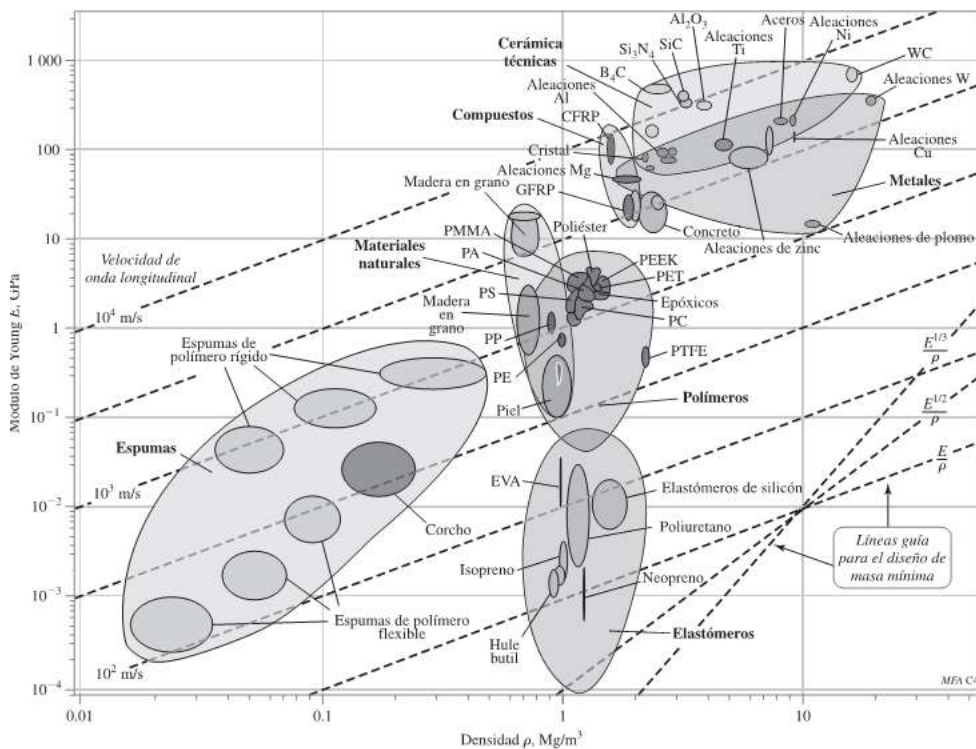 Módulo de Young E, GPa
1 000
100
10
1
10⁻¹
10⁻²
10⁻³
10⁻⁴
Cerámica
técnicas
Al₂O₃
SiC
Si₃N₄
B₄C
Aleaciones
Ti
Aceros
Aleaciones
Ni
WC
Aleaciones W
Aleaciones
Al
Compuestos
CFRP
Cristal
Aleaciones Mg
GFRP
Aleaciones
Cu
Metales
Madera en grano
Concreto
Aleaciones de zinc
Aleaciones de plomo
Velocidad de
onda longitudinal
10⁴ m/s
Materiales
naturales
PMMA
PA
PS
Poliéster
PEEK
PET
Epóxicos
PC
Madera
en
grano
PP
PE
PTFE
Piel
Polímeros
Espumas de
polímero rígido
Espumas
10³ m/s
Corcho
EVA
Elastómeros de silicón
Poliuretano
Isopreno
Neopreno
Hule
butil
Elastómeros
Espumas de polímero
flexible
10² m/s
E^1/3
ρ
E^1/2
ρ
E
ρ
Líneas guía
para el diseño de
masa mínima
0.01
0.1
1
10
Densidad ρ, Mg/m³